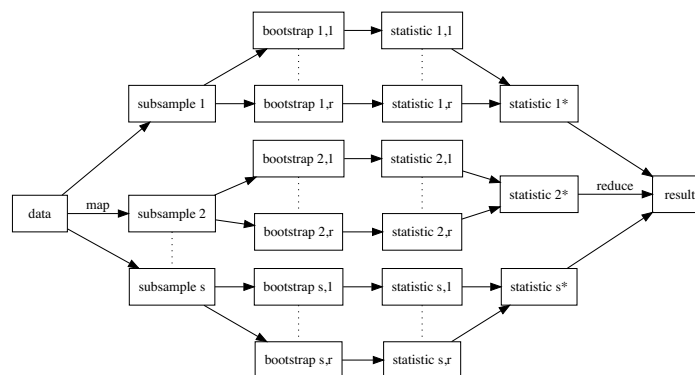 bootstrap 1,1
statistic 1,1
subsample 1
bootstrap 1,r
statistic 1,r
statistic 1*
bootstrap 2,1
statistic 2,1
data
map
subsample 2
statistic 2*
reduce
result
bootstrap 2,r
statistic 2,r
subsample s
bootstrap s,1
statistic s,1
statistic s*
bootstrap s,r
statistic s,r